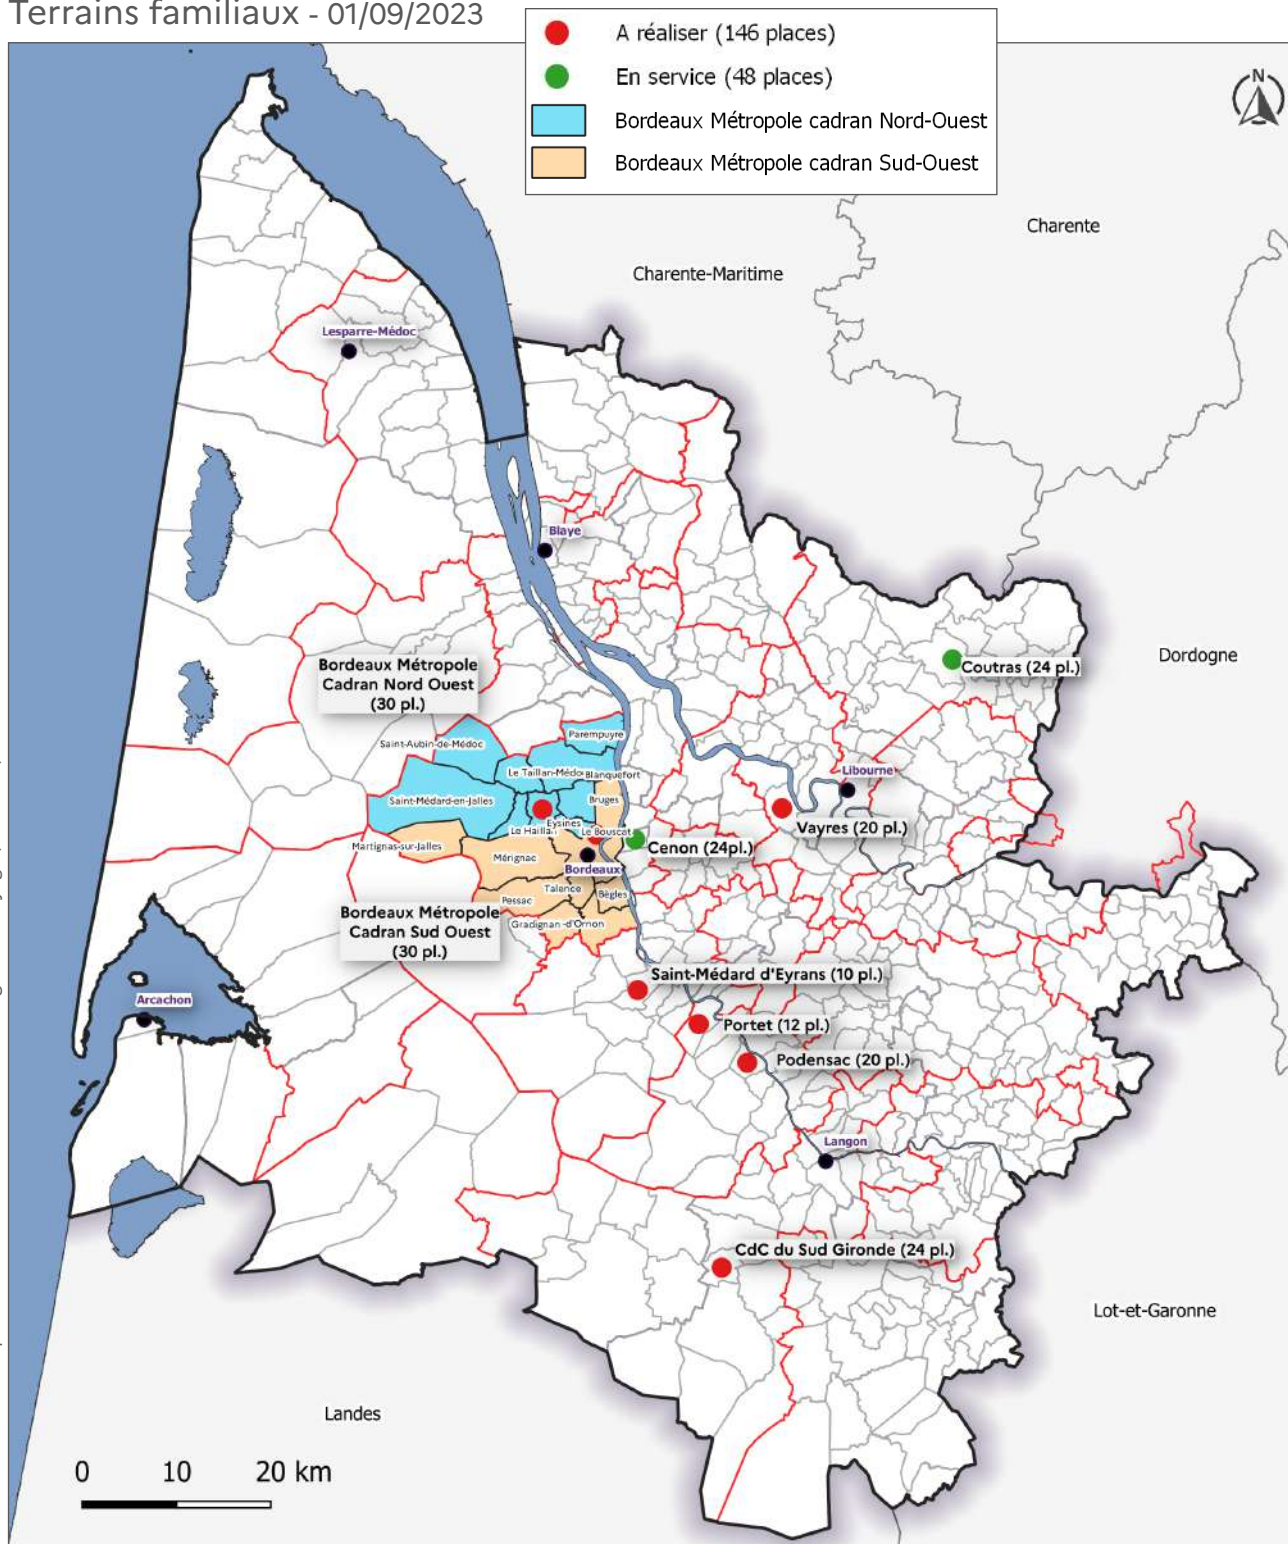 Terrains familiaux - 01/09/2023
A réaliser (146 places)
En service (48 places)
Bordeaux Métropole cadran Nord-Ouest
Bordeaux Métropole cadran Sud-Ouest
N
Charente
Charente-Maritime
Lesparre-Médoc
Blaye
Dordogne
Coutras (24 pl.)
Bordeaux Métropole
Cadran Nord Ouest
(30 pl.)
Parempuyre
Saint-Aubin-de-Médoc
Le Taillan-Médoc
Blanquefort
Libourne
Saint-Médard-en-Jalles
Bruges
Eysines
Le Haillan
Le Bouscat
Vayres (20 pl.)
Martignas-sur-Jalles
Cenon (24pl.)
Mérignac
Bordeaux
Talence
Bègles
Pessac
Gradignan
-d'Ornon
Bordeaux Métropole
Cadran Sud Ouest
(30 pl.)
Saint-Médard d'Eyrans (10 pl.)
Arcachon
Portet (12 pl.)
Podensac (20 pl.)
Langon
CdC du Sud Gironde (24 pl.)
Lot-et-Garonne
Landes
0 10 20 km